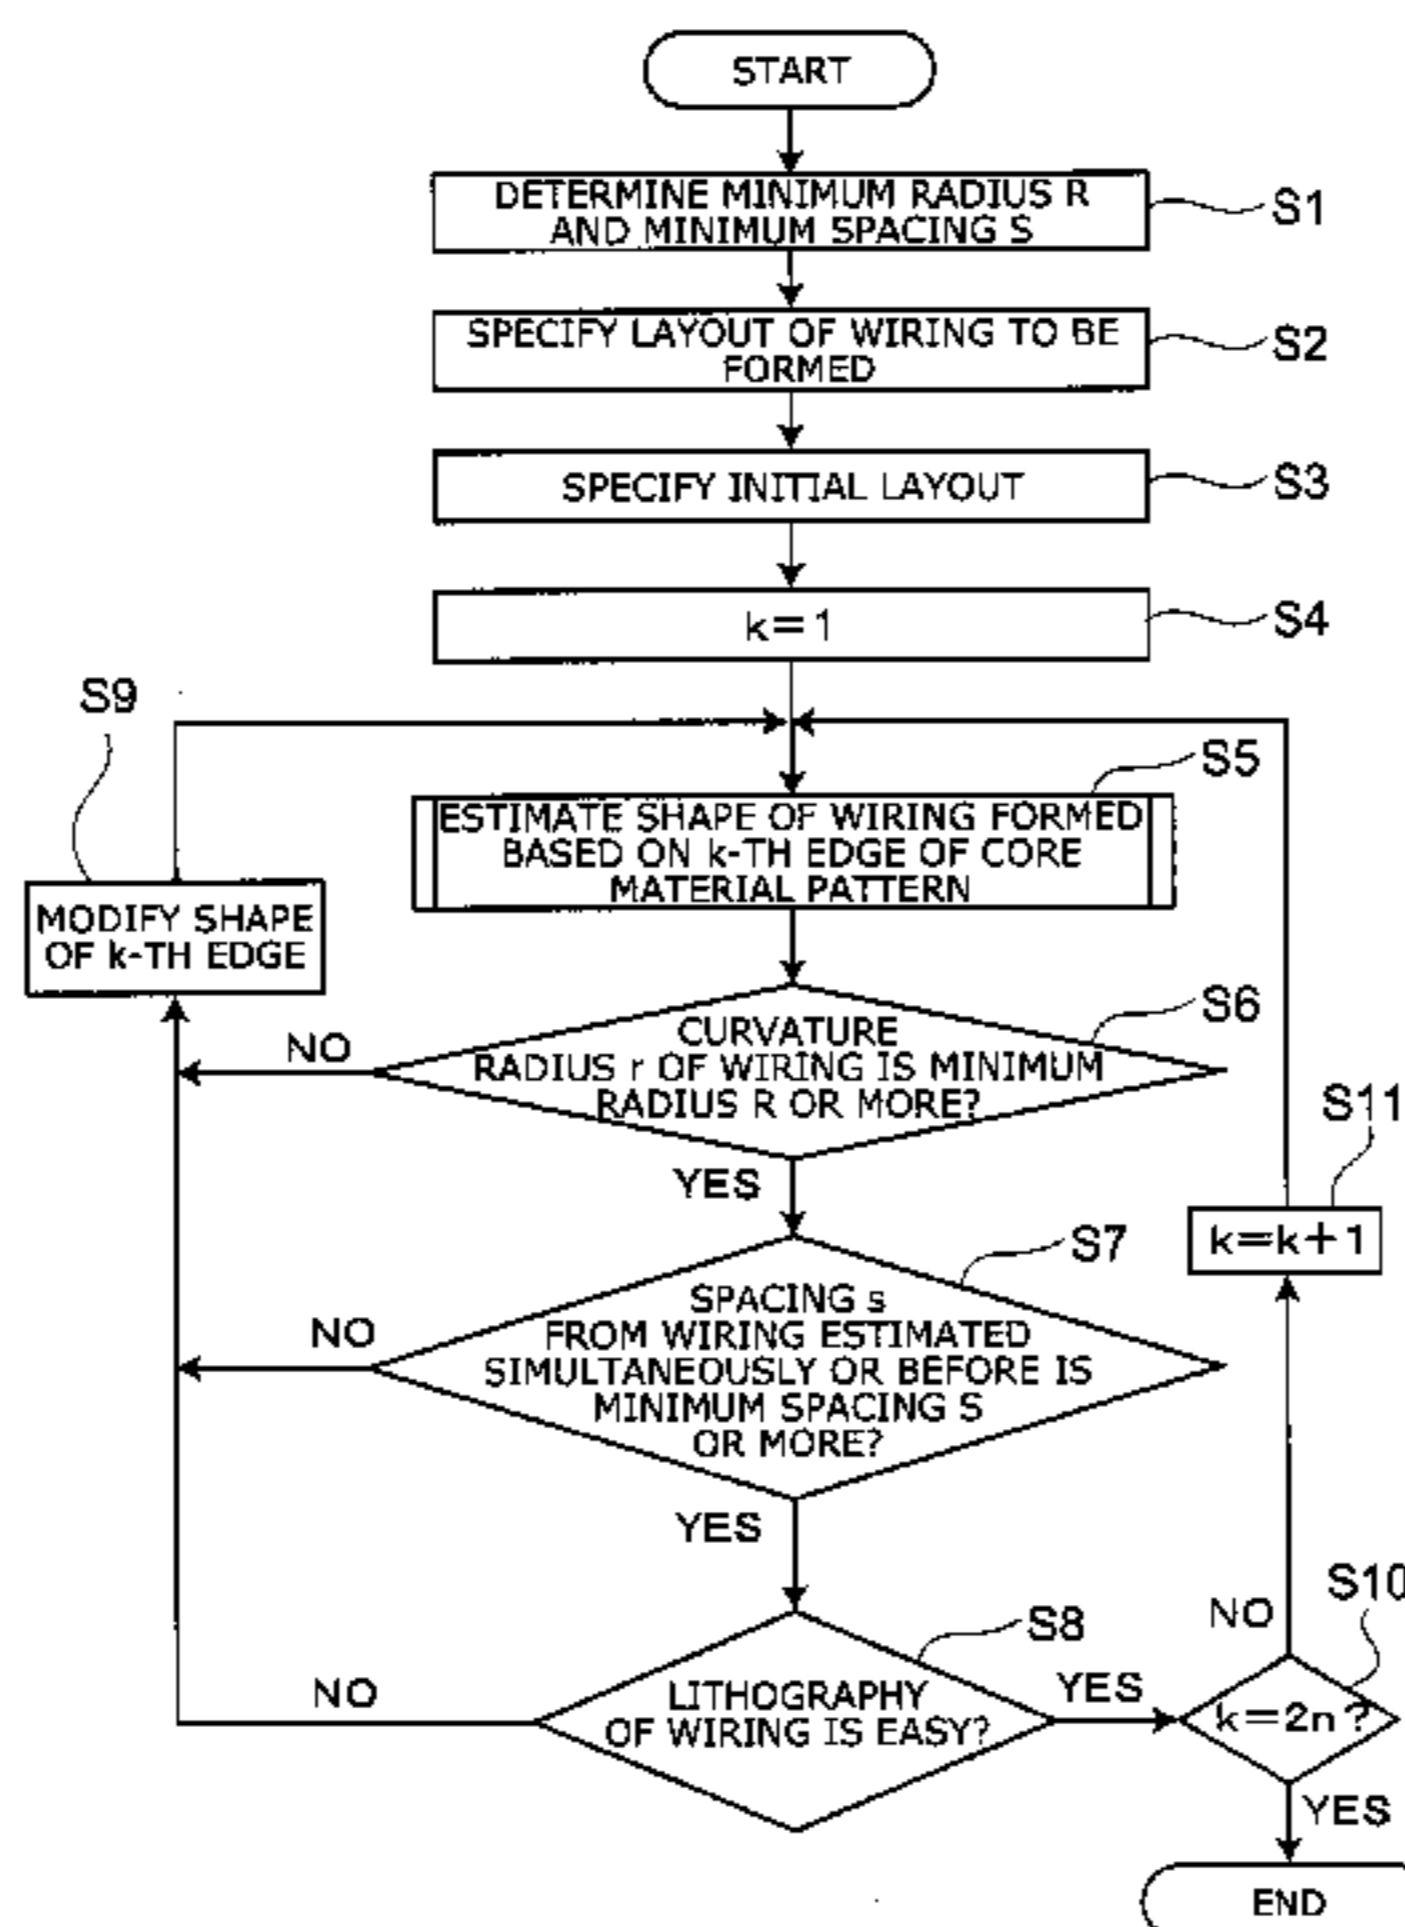 START
DETERMINE MINIMUM RADIUS R
AND MINIMUM SPACING S
S1
SPECIFY LAYOUT OF WIRING TO BE
FORMED
S2
SPECIFY INITIAL LAYOUT
S3
k=1
S4
S9
MODIFY SHAPE
OF k-TH EDGE
S5
ESTIMATE SHAPE OF WIRING FORMED
BASED ON k-TH EDGE OF CORE
MATERIAL PATTERN
S6
NO
CURVATURE
RADIUS r OF WIRING IS MINIMUM
RADIUS R OR MORE?
YES
S11
k=k+1
S7
NO
SPACING s
FROM WIRING ESTIMATED
SIMULTANEOUSLY OR BEFORE IS
MINIMUM SPACING S
OR MORE?
YES
S8
NO
LITHOGRAPHY
OF WIRING IS EASY?
YES
S10
NO
k=2n?
YES
END